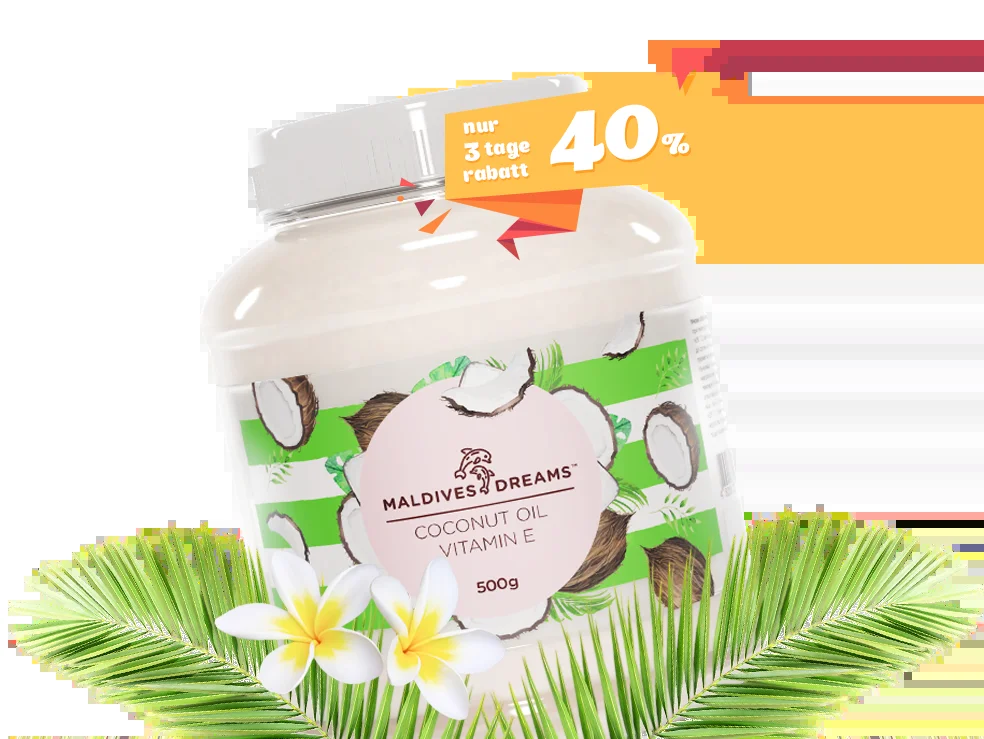 nur
3 tage
rabatt
40%
MALDIVES DREAMS™
COCONUT OIL
VITAMIN E
500g